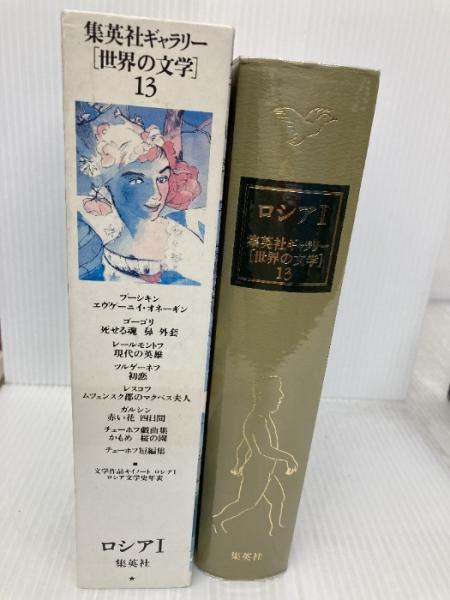 集英社ギャラリー
[世界の文学]
13
プーシキン
エヴゲーニイ・オネーギン
ゴーゴリ
死せる魂 鼻 外套
レールモントフ
現代の英雄
ツルゲーネフ
初恋
レスコフ
ムツェンスク郡のマクベス夫人
ガルシン
赤い花 四日間
チェーホフ戯曲集
かもめ 桜の園
チェーホフ短編集
■
文学作品キイノート ロシアⅠ
ロシア文学史年表
ロシアⅠ
集英社
★
ロシアⅠ
集英社ギャラリー
[世界の文学]
13
集英社